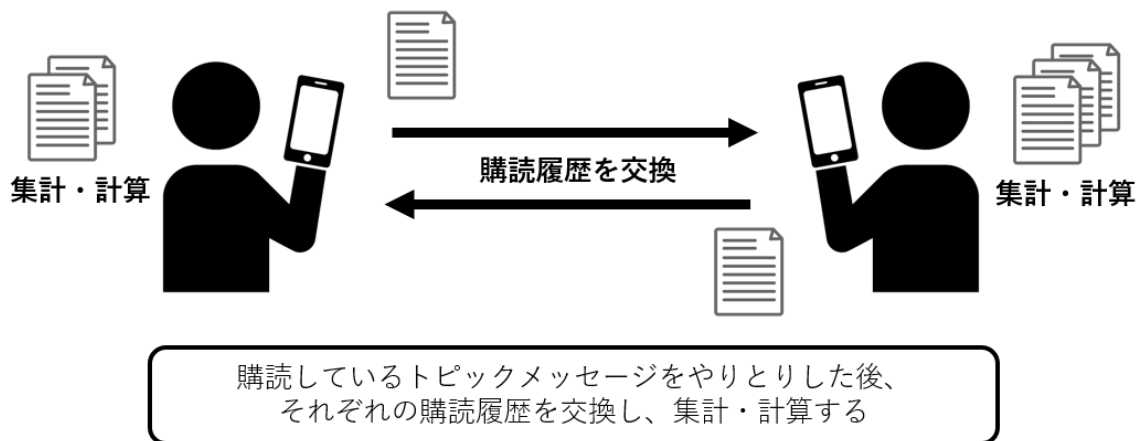 購読履歴を交換
集計・計算
集計・計算
購読しているトピックメッセージをやりとりした後、
それぞれの購読履歴を交換し、集計・計算する